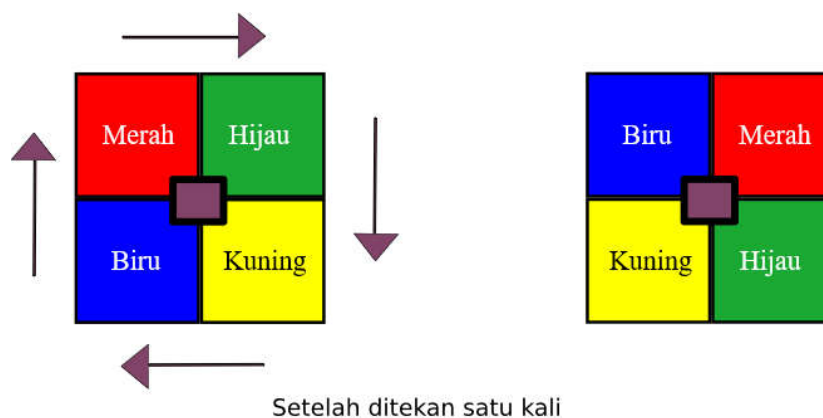 Merah Hijau Biru Merah
Biru Kuning Kuning Hijau
Setelah ditekan satu kali